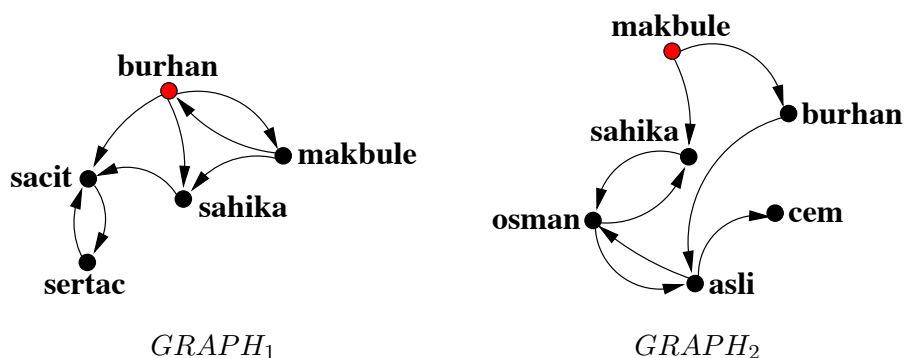 burhan
makbule
sacit
sahika
sertac
GRAPH₁
makbule
burhan
sahika
osman
cem
asli
GRAPH₂